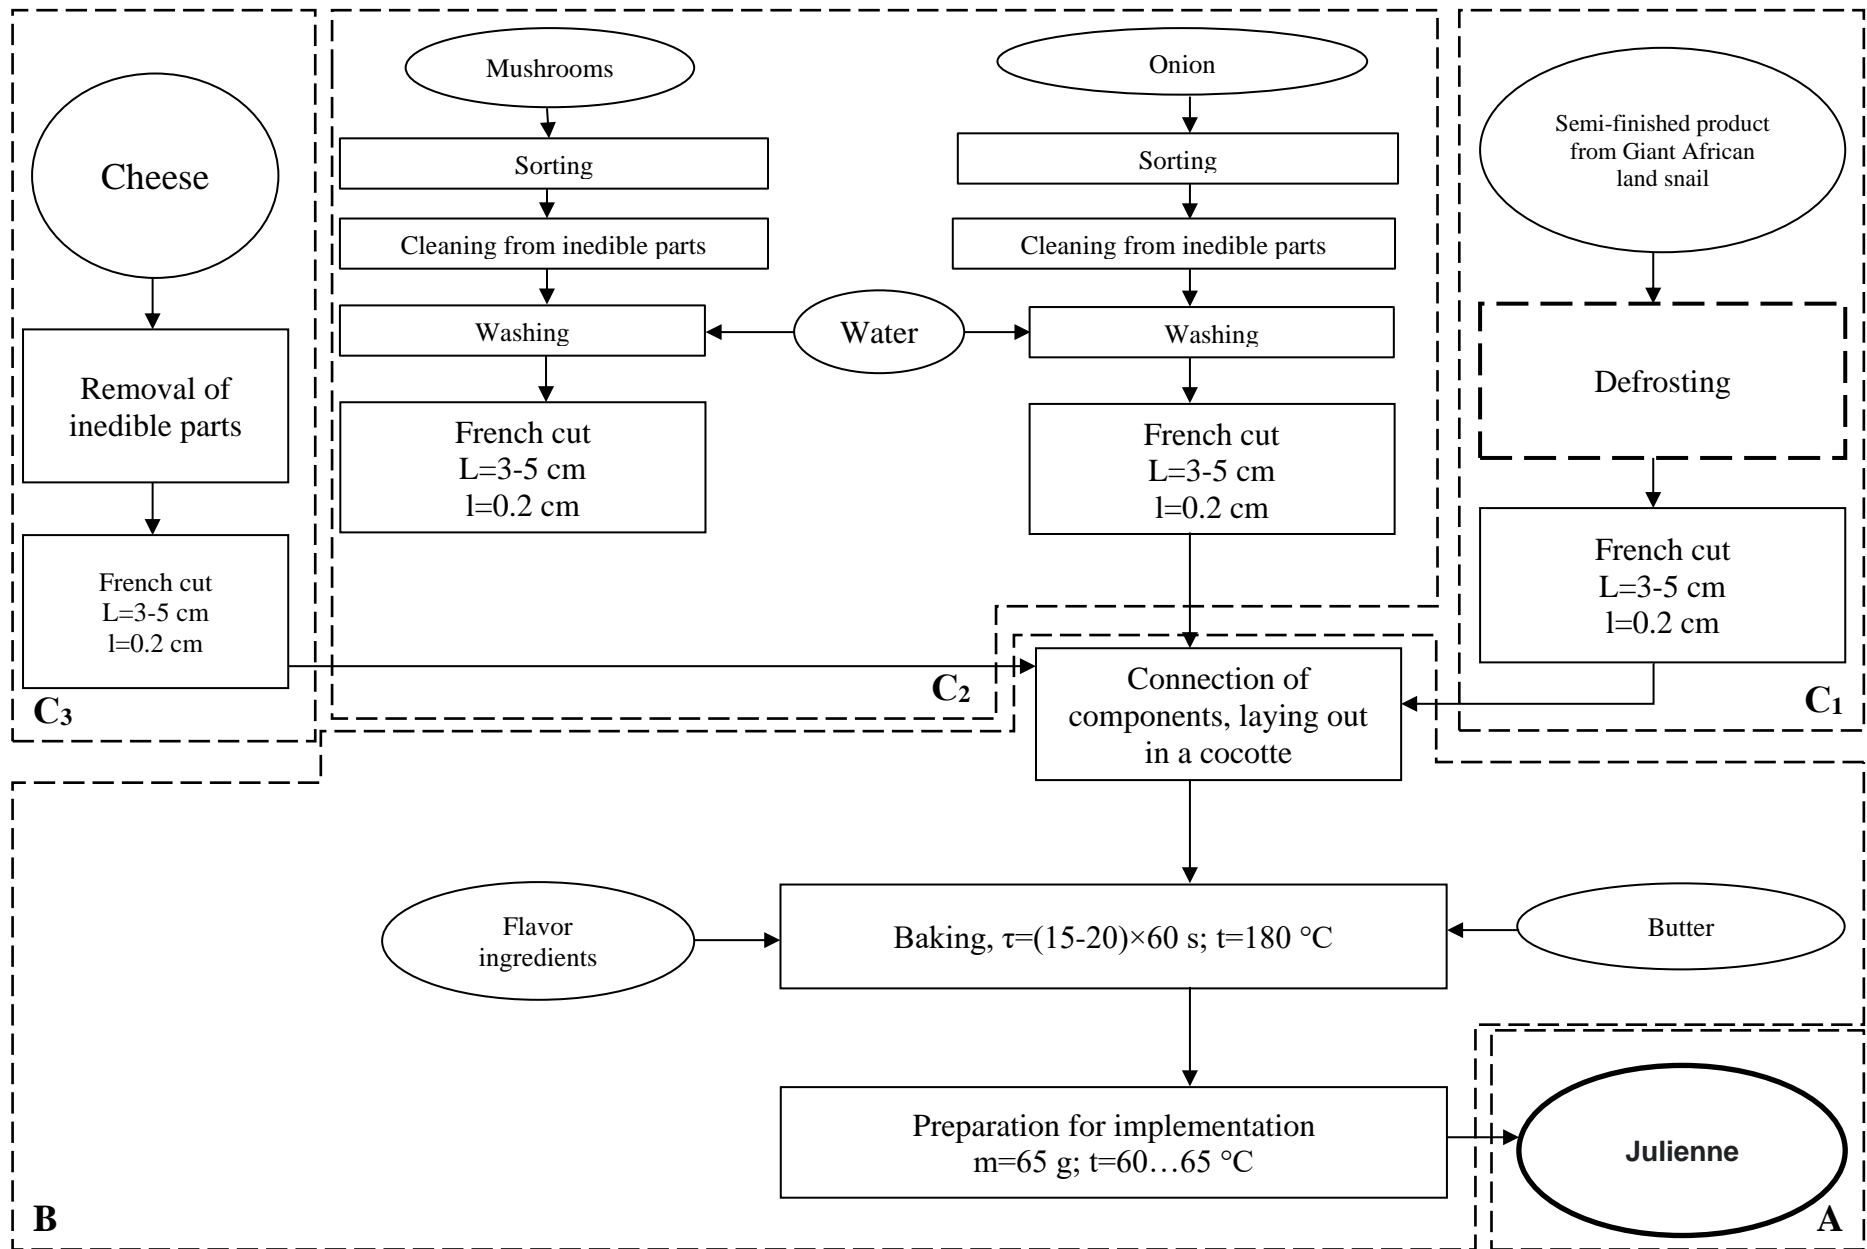 Cheese
Removal of
inedible parts
French cut
L=3-5 cm
l=0.2 cm
C₃
Mushrooms
Sorting
Cleaning from inedible parts
Washing
French cut
L=3-5 cm
l=0.2 cm
Water
Onion
Sorting
Cleaning from inedible parts
Washing
French cut
L=3-5 cm
l=0.2 cm
C₂
Semi-finished product
from Giant African
land snail
Defrosting
French cut
L=3-5 cm
l=0.2 cm
C₁
Connection of
components, laying out
in a cocotte
Flavor
ingredients
Baking, τ=(15-20)×60 s; t=180 °C
Butter
Preparation for implementation
m=65 g; t=60…65 °C
Julienne
B
A